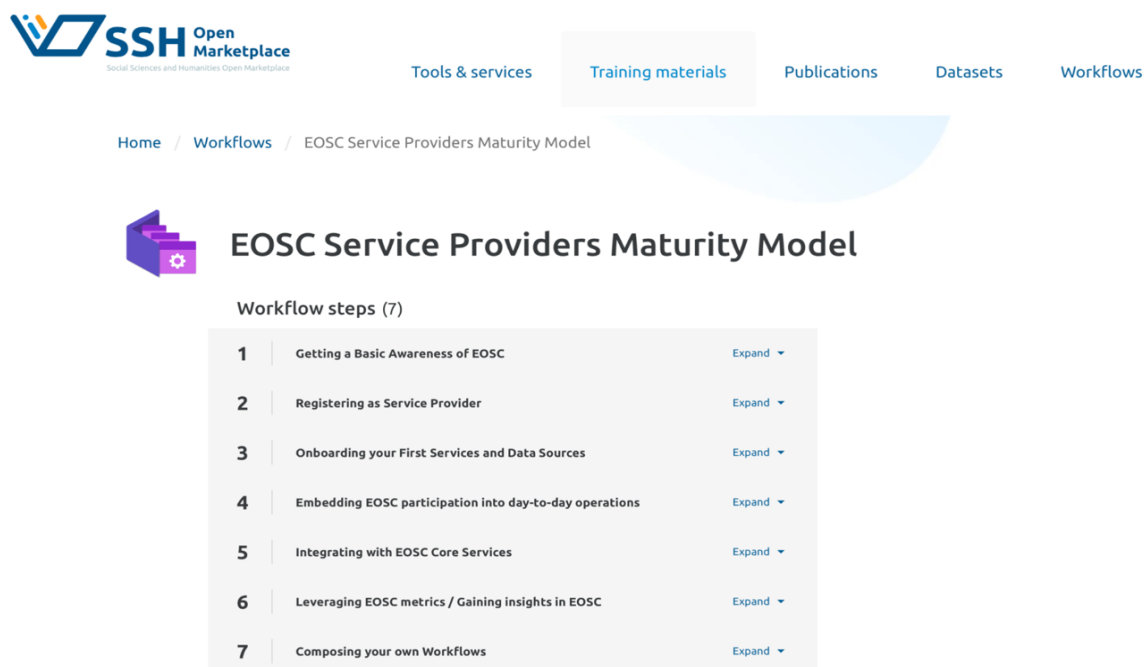 SSH Open Marketplace
Social Sciences and Humanities Open Marketplace
Tools & services
Training materials
Publications
Datasets
Workflows
Home / Workflows / EOSC Service Providers Maturity Model
EOSC Service Providers Maturity Model
Workflow steps (7)
1 Getting a Basic Awareness of EOSC Expand
2 Registering as Service Provider Expand
3 Onboarding your First Services and Data Sources Expand
4 Embedding EOSC participation into day-to-day operations Expand
5 Integrating with EOSC Core Services Expand
6 Leveraging EOSC metrics / Gaining insights in EOSC Expand
7 Composing your own Workflows Expand